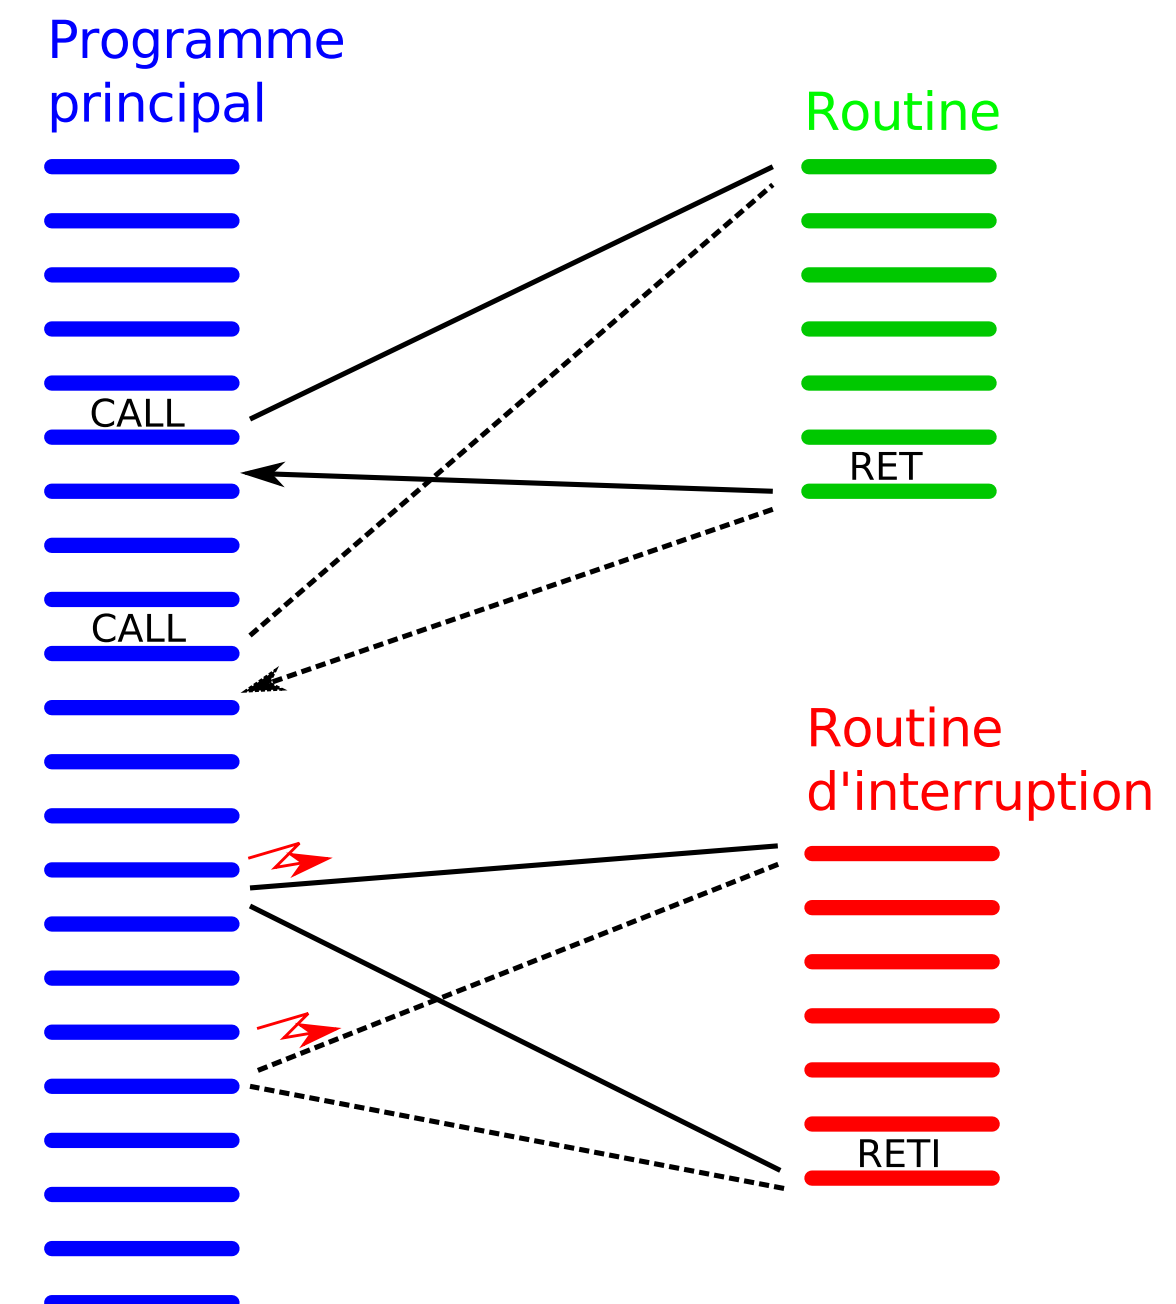 Programme
principal
Routine
CALL
RET
CALL
Routine
d'interruption
RETI